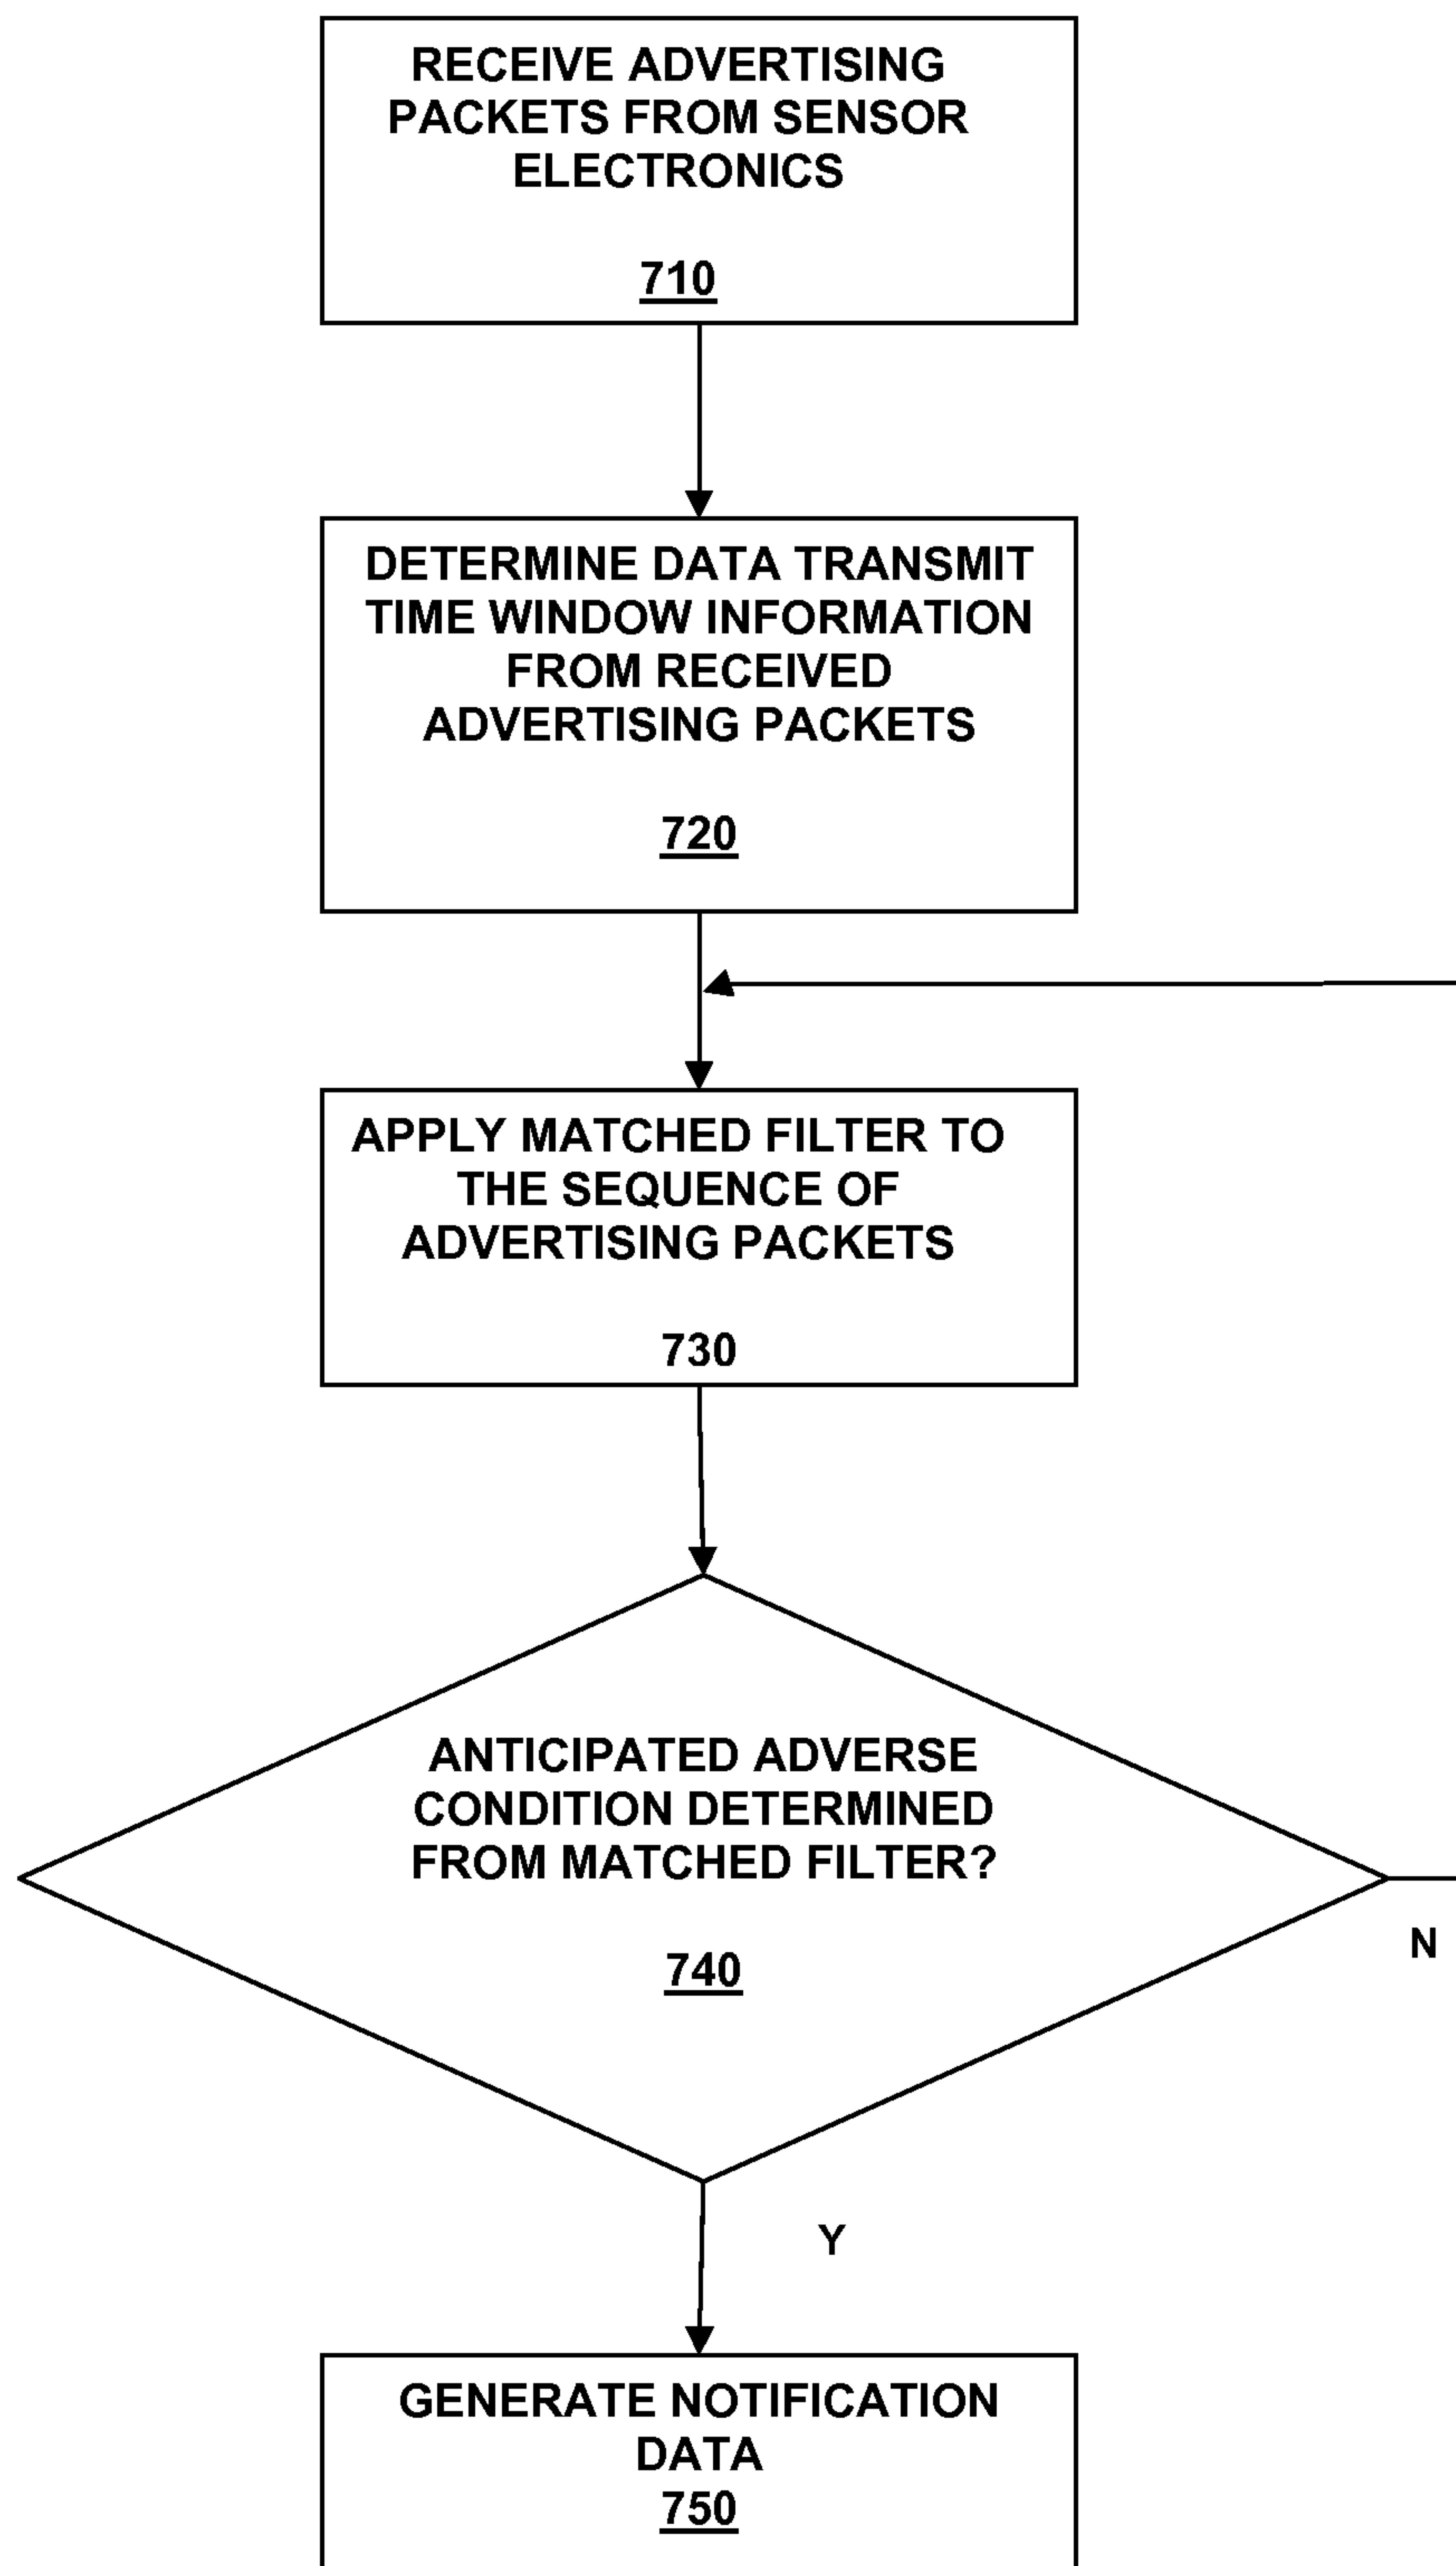 RECEIVE ADVERTISING
PACKETS FROM SENSOR
ELECTRONICS
710
DETERMINE DATA TRANSMIT
TIME WINDOW INFORMATION
FROM RECEIVED
ADVERTISING PACKETS
720
APPLY MATCHED FILTER TO
THE SEQUENCE OF
ADVERTISING PACKETS
730
ANTICIPATED ADVERSE
CONDITION DETERMINED
FROM MATCHED FILTER?
740
N
Y
GENERATE NOTIFICATION
DATA
750